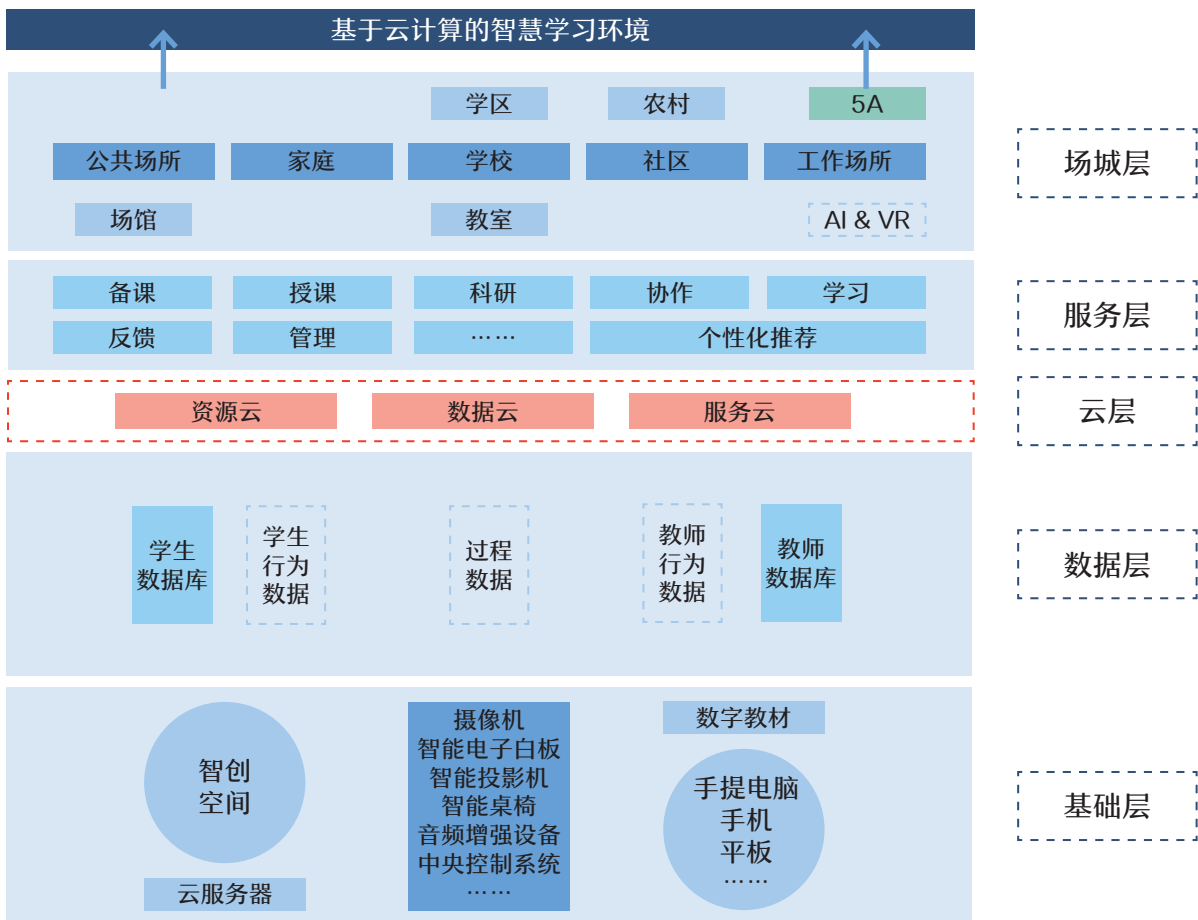 基于云计算的智慧学习环境
学区
农村
5A
公共场所
家庭
学校
社区
工作场所
场馆
教室
AI & VR
场城层
备课
授课
科研
协作
学习
反馈
管理
……
个性化推荐
服务层
资源云
数据云
服务云
云层
学生
数据库
学生
行为
数据
过程
数据
教师
行为
数据
教师
数据库
数据层
智创
空间
云服务器
摄像机
智能电子白板
智能投影机
智能桌椅
音频增强设备
中央控制系统
……
数字教材
手提电脑
手机
平板
……
基础层